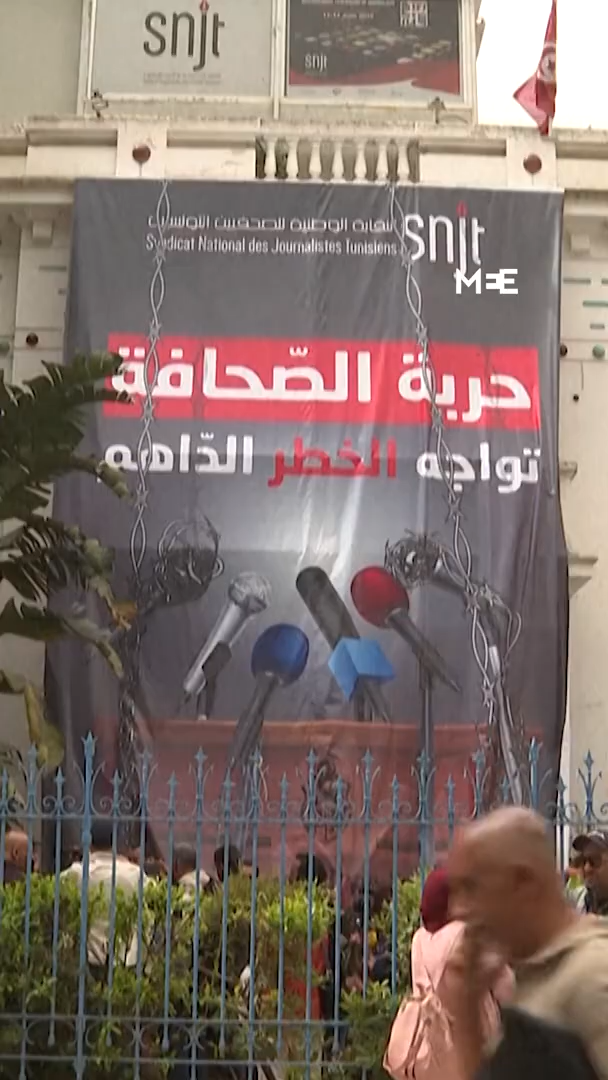 snjt
snjt
النقابة الوطنية للصحفيين التونسيين
Syndicat National des Journalistes Tunisiens
snjt
MEE
حرية الصّحافة
تواجه الخطر الدّاهم